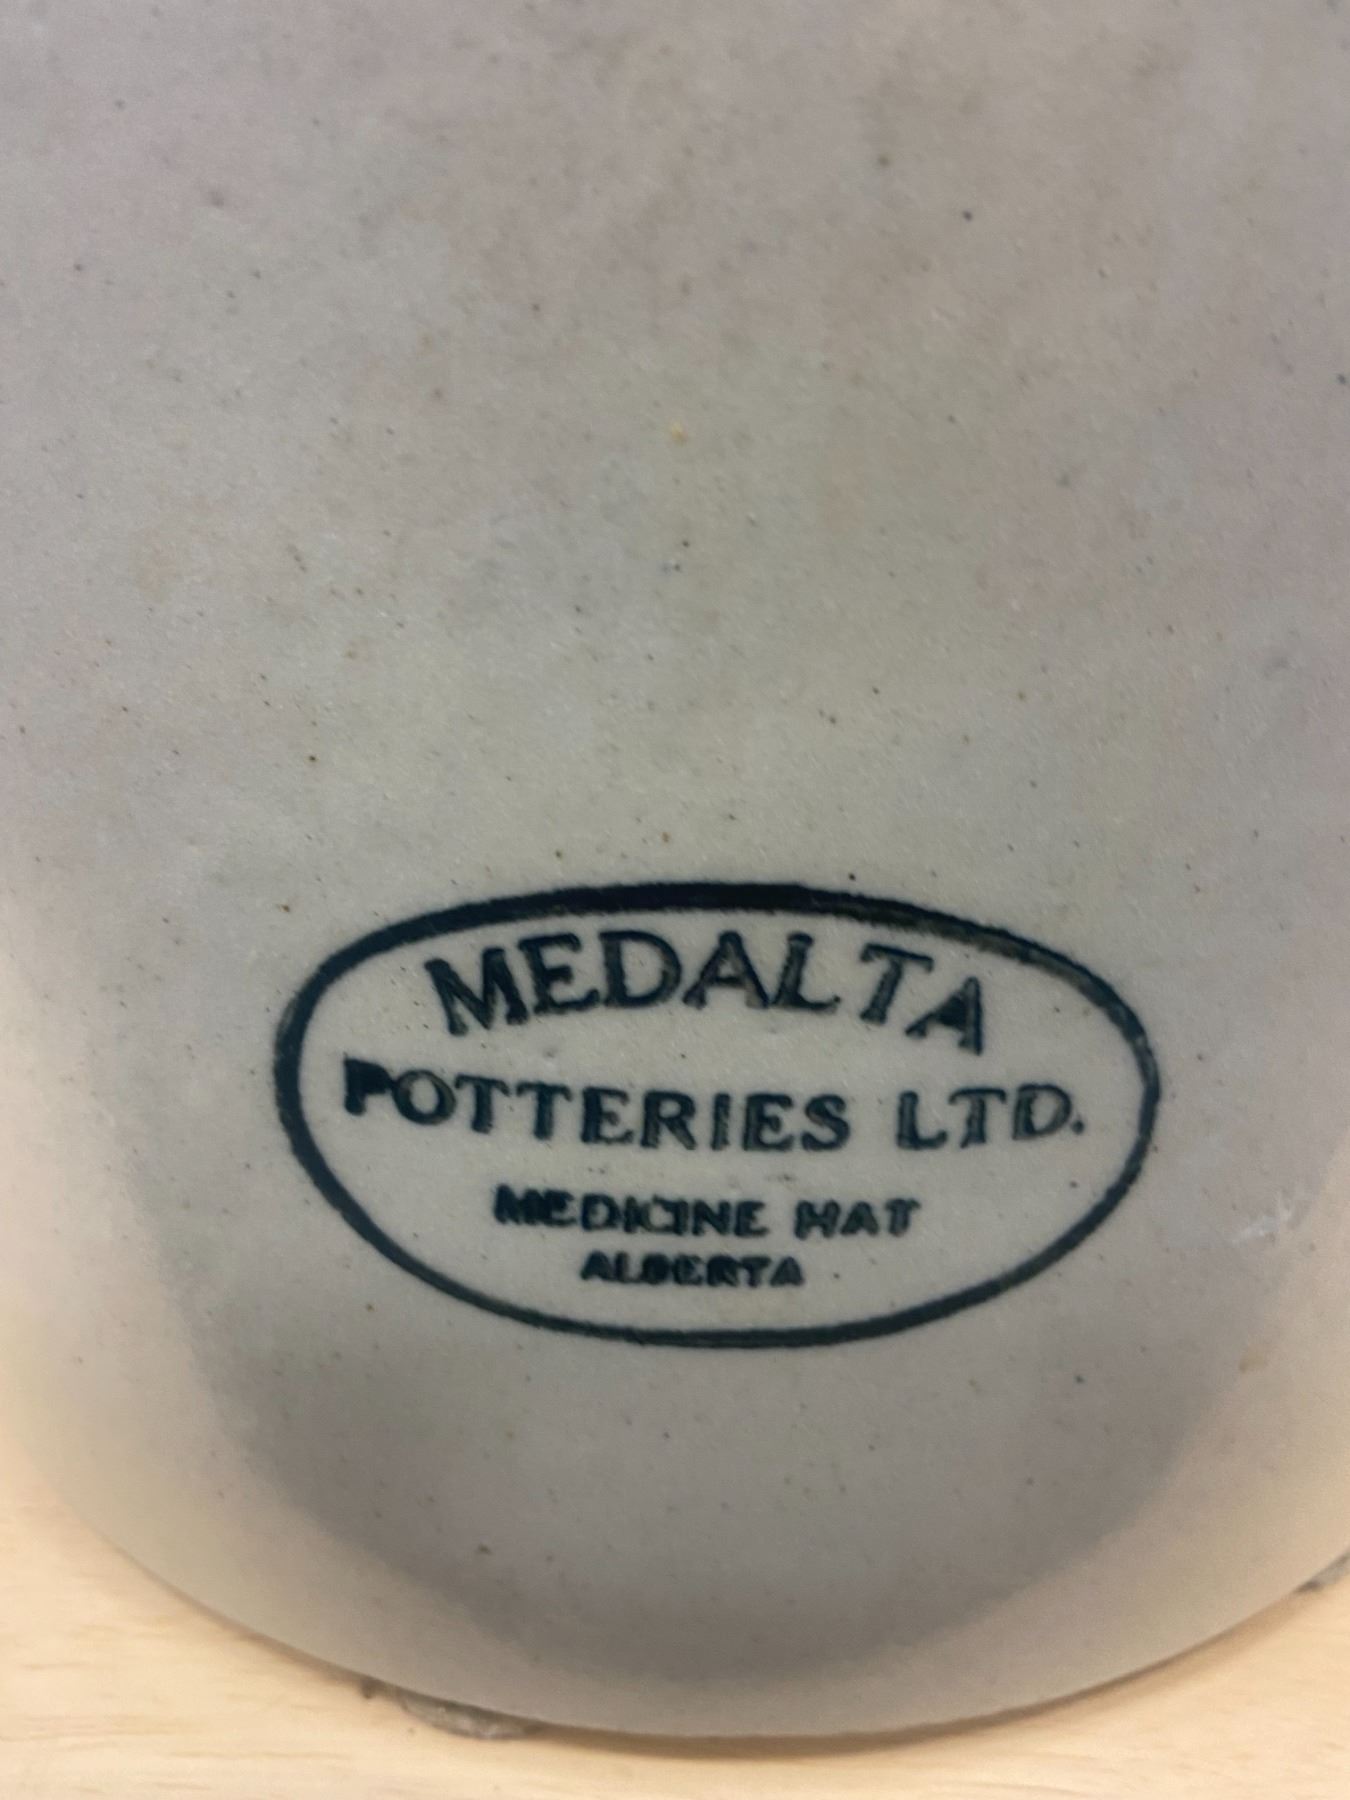 MEDALTA
POTTERIES LTD.
MEDICINE HAT
ALBERTA